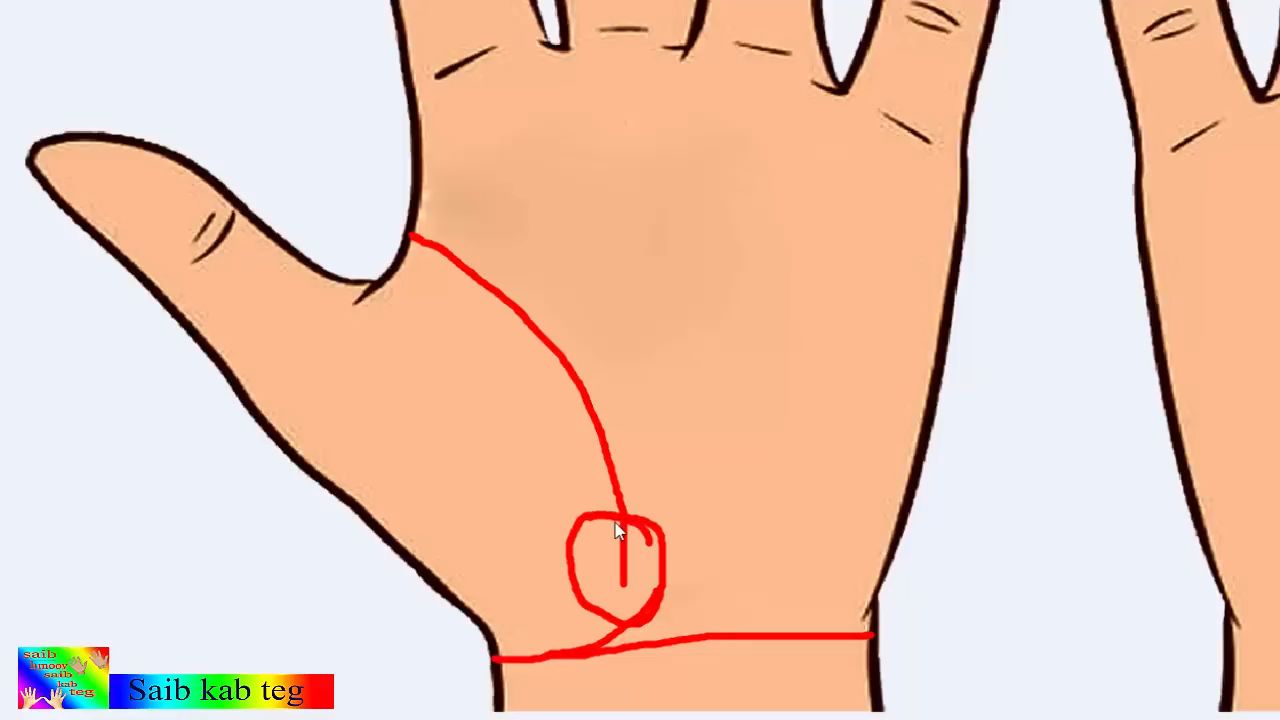 saib
hmoov
saib
kab
teg
Saib kab teg